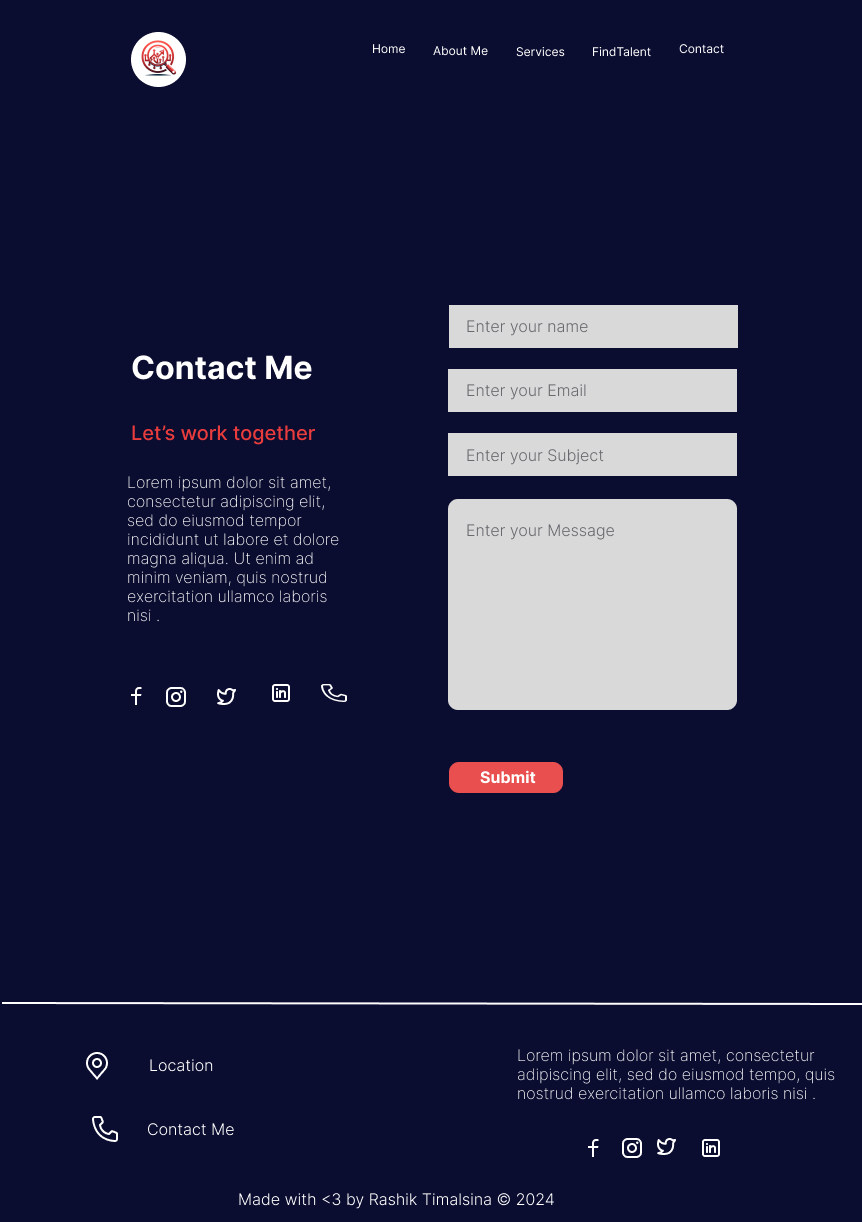 Home
About Me
Services
FindTalent
Contact
Contact Me
Let’s work together
Lorem ipsum dolor sit amet,
consectetur adipiscing elit,
sed do eiusmod tempor
incididunt ut labore et dolore
magna aliqua. Ut enim ad
minim veniam, quis nostrud
exercitation ullamco laboris
nisi .
Enter your name
Enter your Email
Enter your Subject
Enter your Message
Submit
Location
Contact Me
Lorem ipsum dolor sit amet, consectetur
adipiscing elit, sed do eiusmod tempo, quis
nostrud exercitation ullamco laboris nisi .
Made with <3 by Rashik Timalsina © 2024